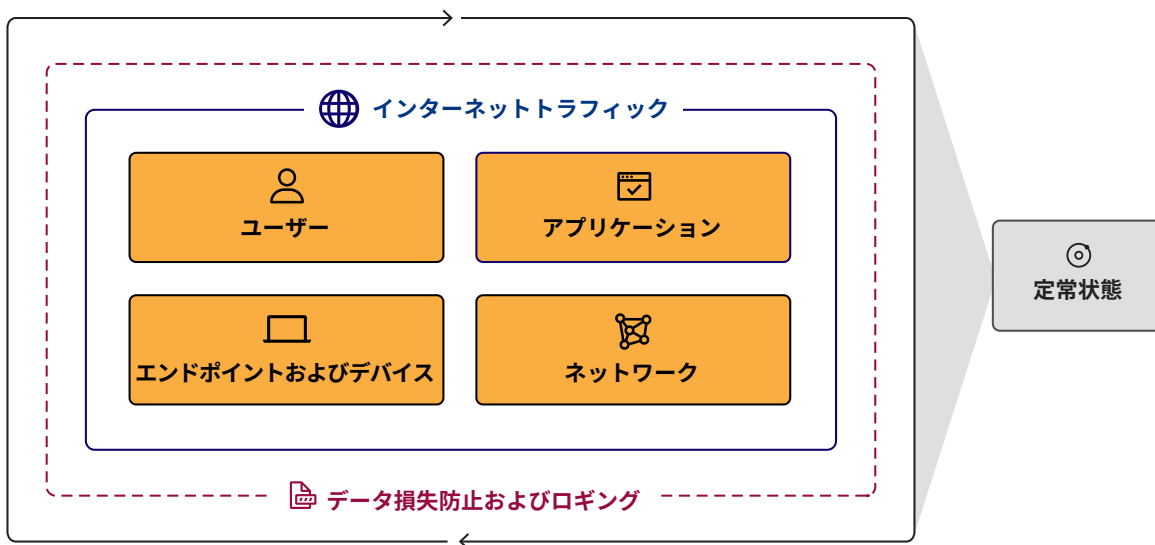 インターネットトラフィック
ユーザー
アプリケーション
エンドポイントおよびデバイス
ネットワーク
データ損失防止およびロギング
定常状態